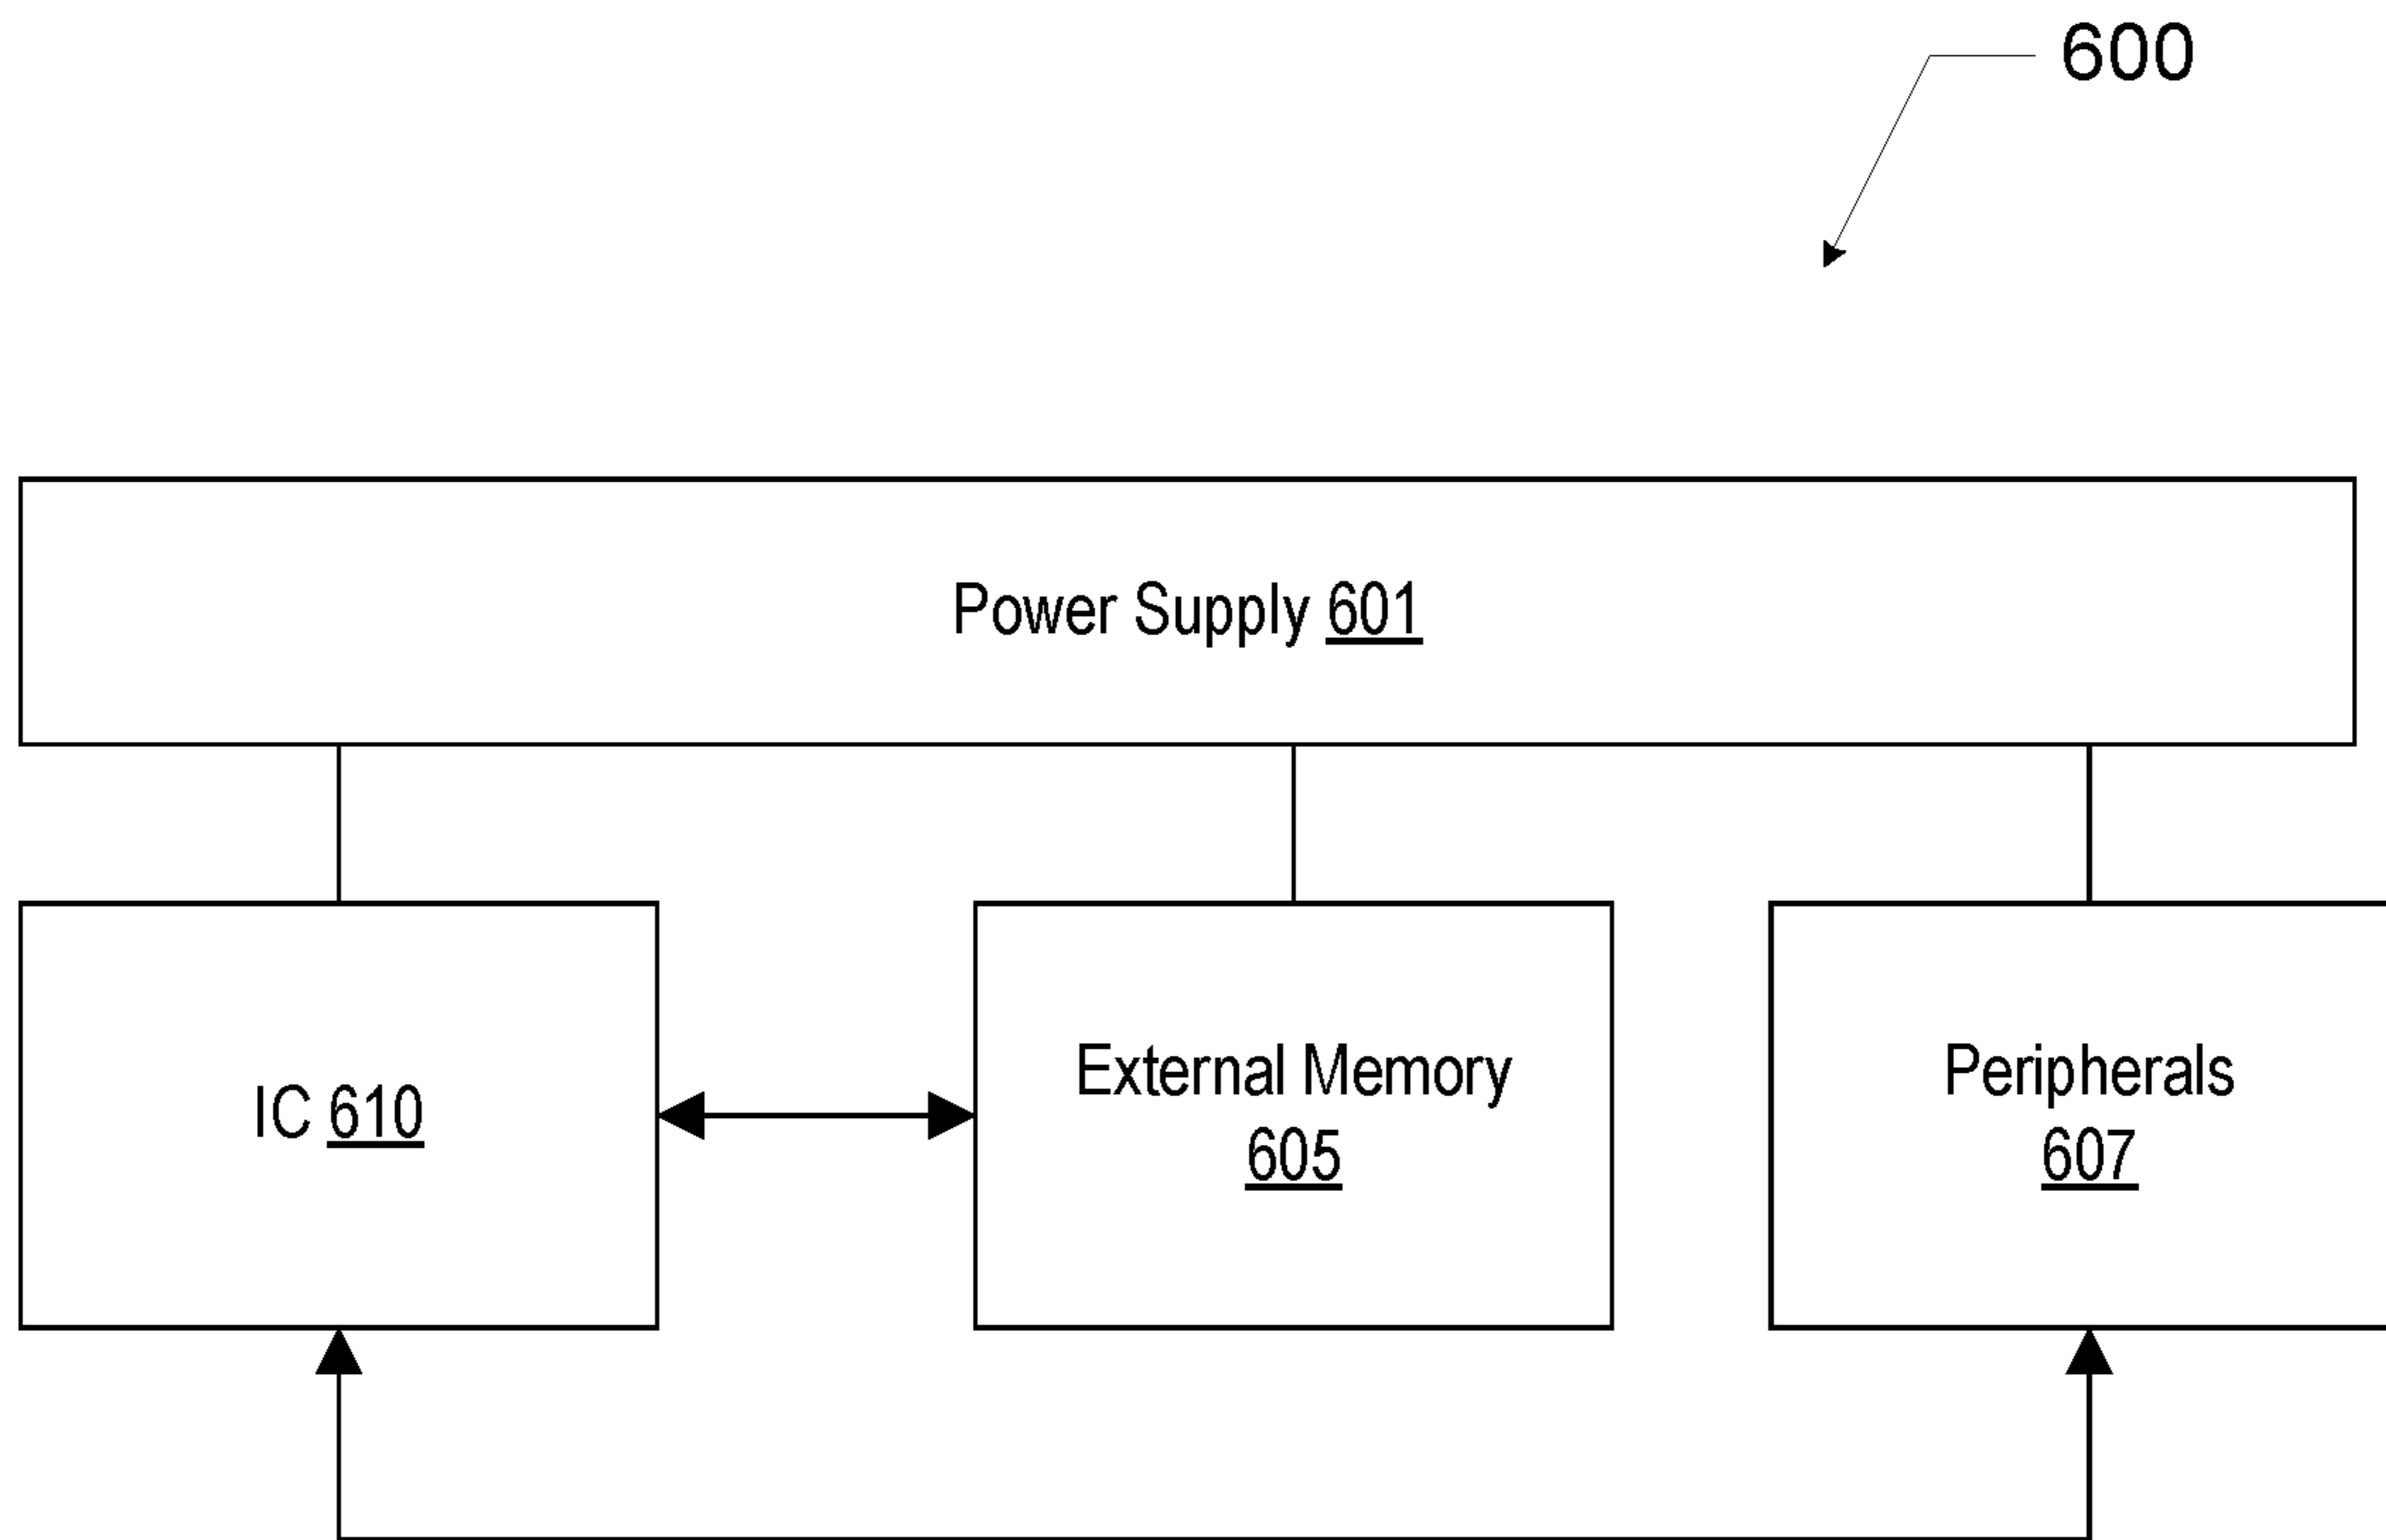 600
Power Supply 601
IC 610
External Memory
605
Peripherals
607